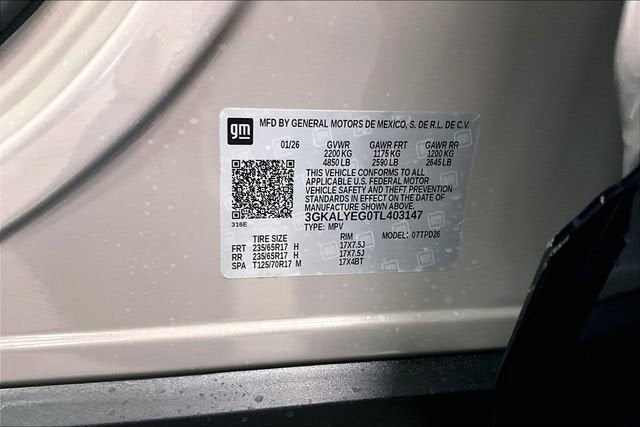 gm MFD BY GENERAL MOTORS DE MEXICO, S. DE R.L. DE C.V.
01/26 GVWR GAWR FRT GAWR RR
2200 KG 1175 KG 1200 KG
4850 LB 2590 LB 2645 LB
THIS VEHICLE CONFORMS TO ALL
APPLICABLE U.S. FEDERAL MOTOR
VEHICLE SAFETY AND THEFT PREVENTION
STANDARDS IN EFFECT ON THE DATE OF
MANUFACTURE SHOWN ABOVE.
3GKALYEG0TL403147
316E TYPE: MPV
TIRE SIZE RIM MODEL: 07TPD26
FRT 235/65R17 H 17X7.5J
RR 235/65R17 H 17X7.5J
SPA T125/70R17 M 17X4BT